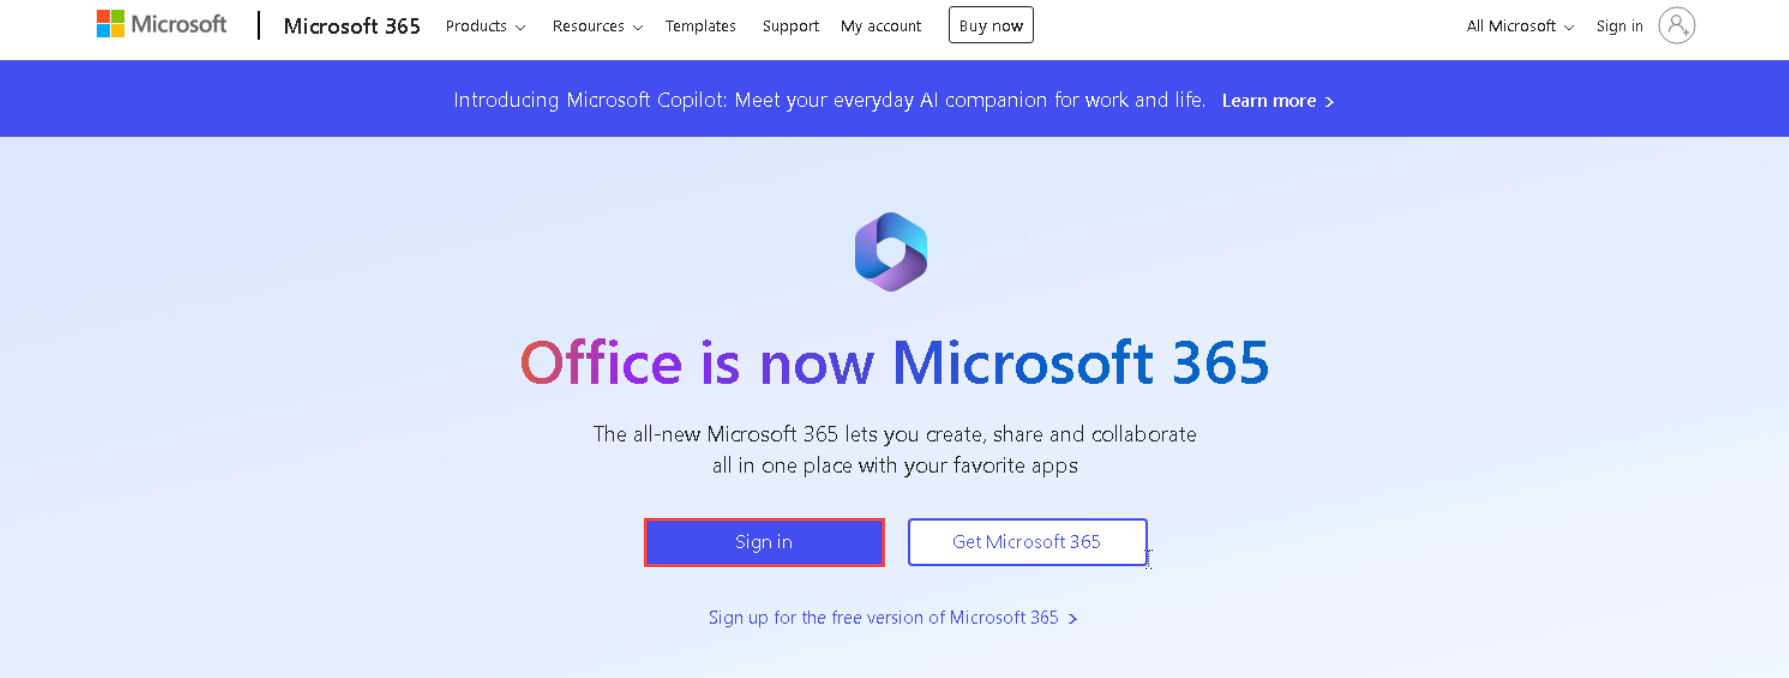 Microsoft Microsoft 365 Products Resources Templates Support My account Buy now All Microsoft Sign in
Introducing Microsoft Copilot: Meet your everyday AI companion for work and life. Learn more
Office is now Microsoft 365
The all-new Microsoft 365 lets you create, share and collaborate
all in one place with your favorite apps
Sign in Get Microsoft 365
Sign up for the free version of Microsoft 365